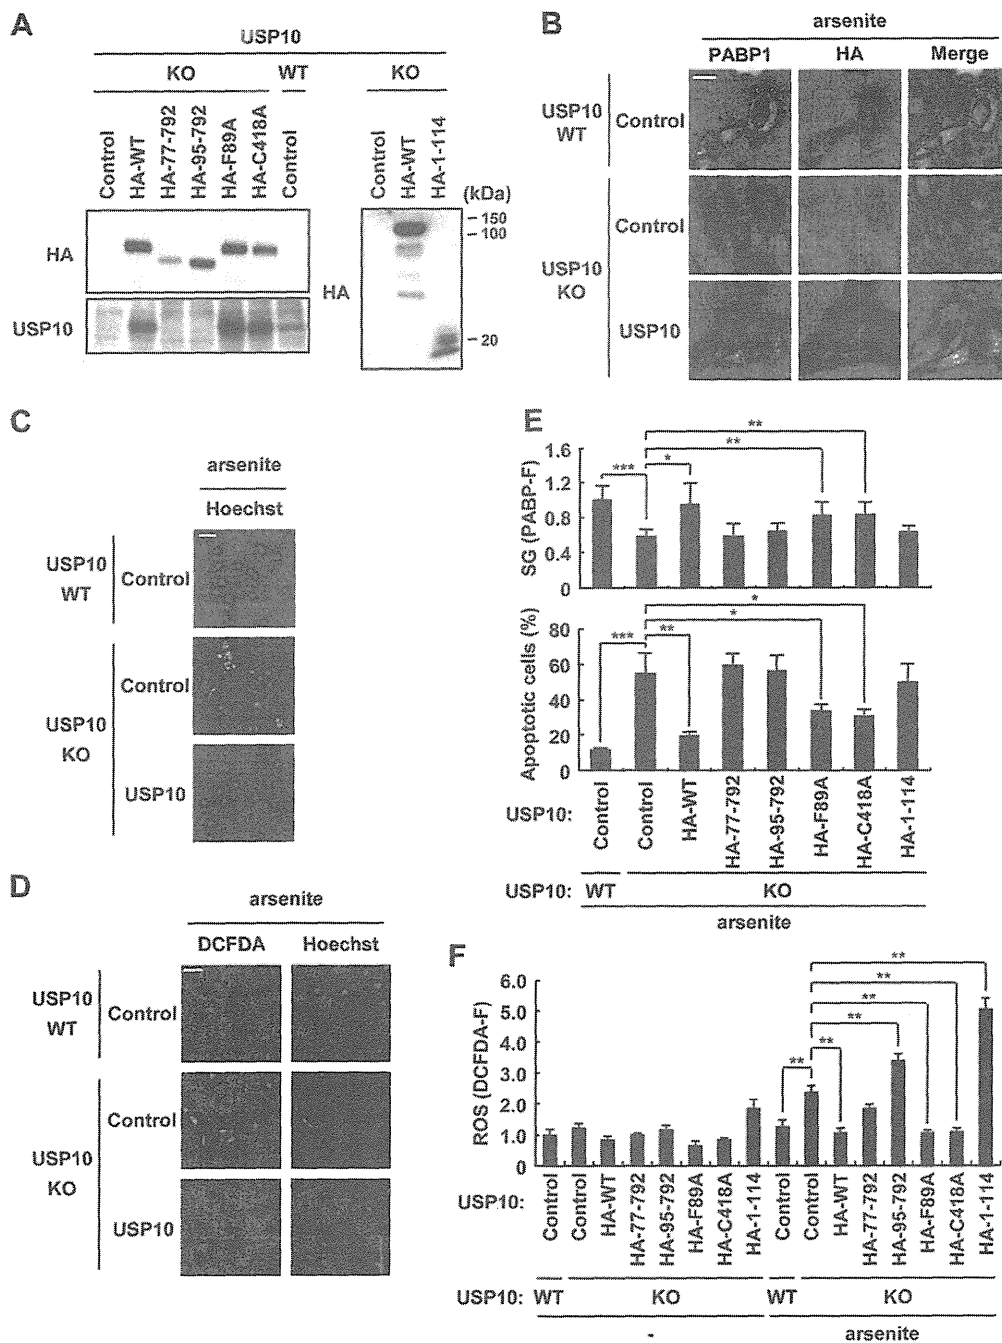 A
USP10
KO
WT
KO
Control
HA-WT
HA-77-792
HA-95-792
HA-F89A
HA-C418A
Control
Control
HA-WT
HA-1-114
(kDa)
150
100
20
HA
USP10
HA
B
arsenite
PABP1
HA
Merge
USP10
WT
Control
USP10
KO
Control
USP10
C
arsenite
Hoechst
USP10
WT
Control
USP10
KO
Control
USP10
D
arsenite
DCFDA
Hoechst
USP10
WT
Control
USP10
KO
Control
USP10
E
SG (PABP-F)
1.6
1.2
0.8
0.4
0
***
*
**
**
Apoptotic cells (%)
80
60
40
20
0
***
**
*
*
USP10:
Control
Control
HA-WT
HA-77-792
HA-95-792
HA-F89A
HA-C418A
HA-1-114
USP10: WT KO
arsenite
F
ROS (DCFDA-F)
6.0
5.0
4.0
3.0
2.0
1.0
0
**
**
**
**
**
**
USP10:
Control
Control
HA-WT
HA-77-792
HA-95-792
HA-F89A
HA-C418A
HA-1-114
Control
Control
HA-WT
HA-77-792
HA-95-792
HA-F89A
HA-C418A
HA-1-114
USP10: WT KO WT KO
- arsenite